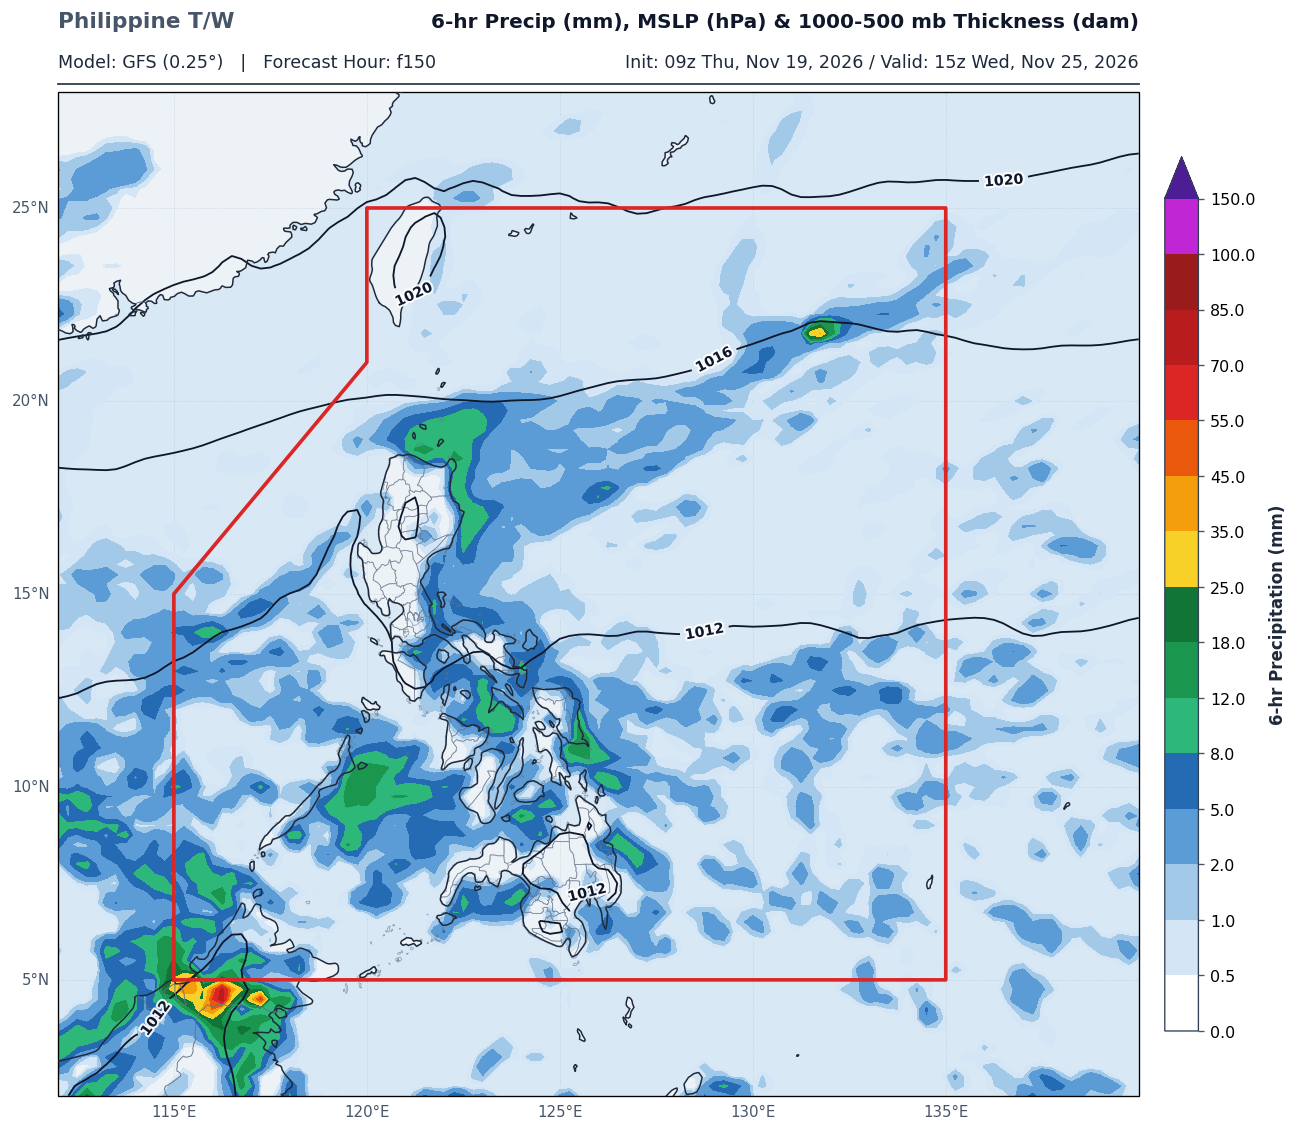 Philippine T/W
6-hr Precip (mm), MSLP (hPa) & 1000-500 mb Thickness (dam)
Model: GFS (0.25°) | Forecast Hour: f150
Init: 09z Thu, Nov 19, 2026 / Valid: 15z Wed, Nov 25, 2026
25°N
20°N
15°N
10°N
5°N
115°E
120°E
125°E
130°E
135°E
1020
1020
1016
1012
1012
1012
150.0
100.0
85.0
70.0
55.0
45.0
35.0
25.0
18.0
12.0
8.0
5.0
2.0
1.0
0.5
0.0
6-hr Precipitation (mm)